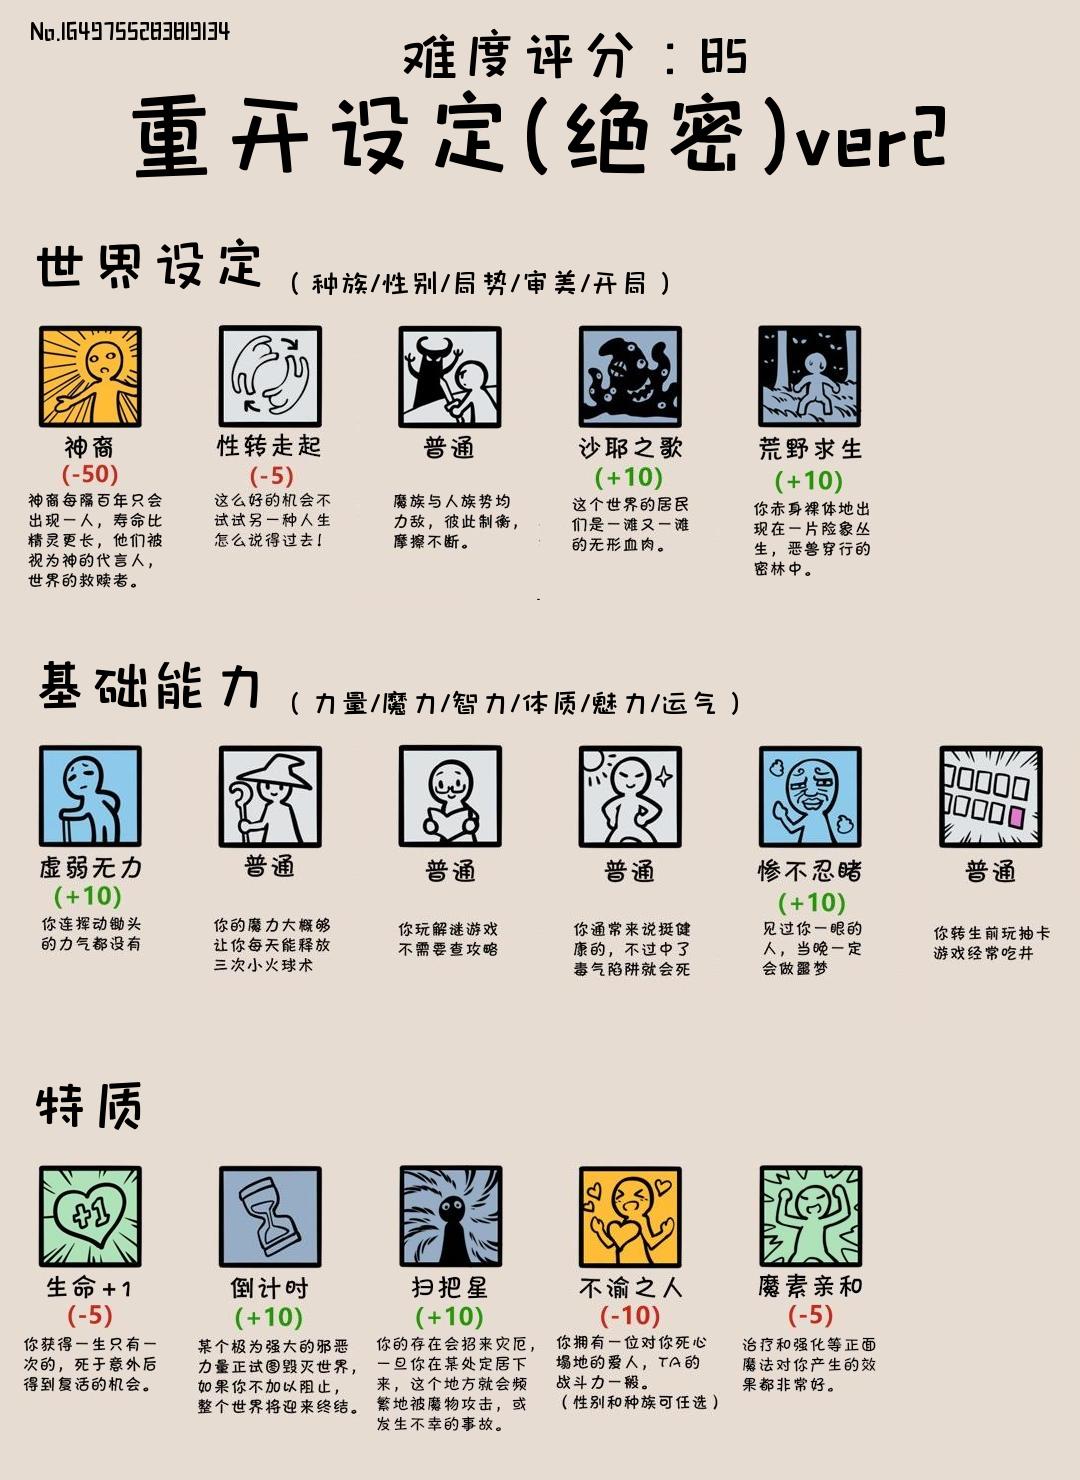 No.1649755283819134
难度评分：85
重开设定(绝密)ver2
世界设定（种族/性别/局势/审美/开局）
神裔 性转走起 普通 沙耶之歌 荒野求生
(-50) (-5) (+10) (+10)
神裔每隔百年只会
出现一人，寿命比
精灵更长，他们被
视为神的代言人，
世界的救赎者。
这么好的机会不
试试另一种人生
怎么说得过去！
魔族与人族势均
力敌，彼此制衡，
摩擦不断。
这个世界的居民
们是一滩又一滩
的无形血肉。
你赤身裸体地出
现在一片险象丛
生，恶兽穿行的
密林中。
基础能力（力量/魔力/智力/体质/魅力/运气）
+1
虚弱无力 普通 普通 普通 惨不忍睹 普通
(+10) (+10)
你连挥动锄头
的力气都没有
你的魔力大概够
让你每天能释放
三次小火球术
你玩解谜游戏
不需要查攻略
你通常来说挺健
康的，不过中了
毒气陷阱就会死
见过你一眼的
人，当晚一定
会做噩梦
你转生前玩抽卡
游戏经常吃井
特质
生命+1 倒计时 扫把星 不渝之人 魔素亲和
(-5) (+10) (+10) (-10) (-5)
你获得一生只有一
次的，死于意外后
得到复活的机会。
某个极为强大的邪恶
力量正试图毁灭世界，
如果你不加以阻止，
整个世界将迎来终结。
你的存在会招来灾厄，
一旦你在某处定居下
来，这个地方就会频
繁地被魔物攻击，或
发生不幸的事故。
你拥有一位对你死心
塌地的爱人，TA的
战斗力一般。
（性别和种族可任选）
治疗和强化等正面
魔法对你产生的效
果都非常好。